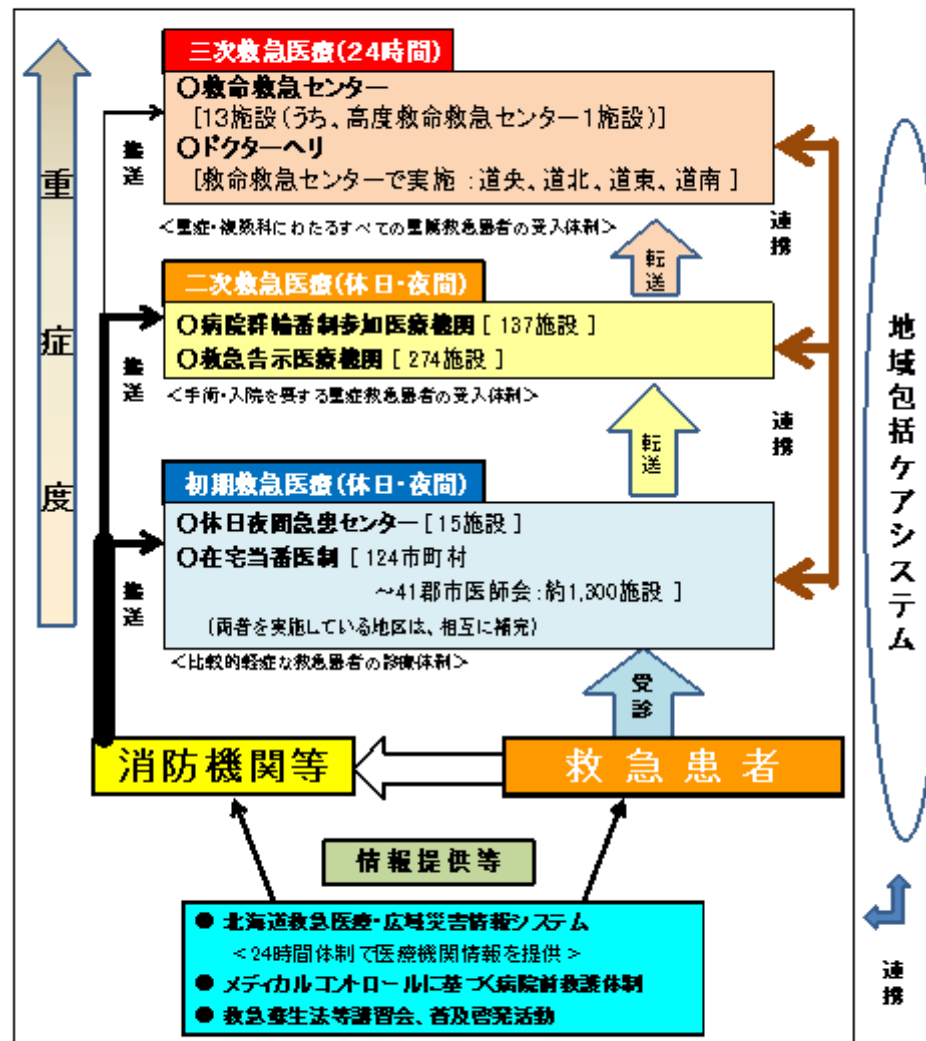 三次救急医療(24時間)
○救命救急センター
[13施設(うち、高度救命救急センター1施設)]
○ドクターヘリ
[救命救急センターで実施:道央、道北、道東、道南]
<重症・複数科にわたるすべての重篤救急患者の受入体制>
搬送
転送
連携
二次救急医療(休日・夜間)
○病院群輪番制参加医療機関[137施設]
○救急告示医療機関[274施設]
<手術・入院を要する重症救急患者の受入体制>
搬送
転送
連携
初期救急医療(休日・夜間)
○休日夜間急患センター[15施設]
○在宅当番医制[124市町村
~41郡市医師会:約1,300施設]
(両者を実施している地区は、相互に補完)
<比較的軽症な救急患者の診療体制>
搬送
受診
重症度
地域包括ケアシステム
消防機関等
救急患者
情報提供等
● 北海道救急医療・広域災害情報システム
<24時間体制で医療機関情報を提供>
● メディカルコントロールに基づく病院前救護体制
● 救急蘇生法等講習会、普及啓発活動
連携